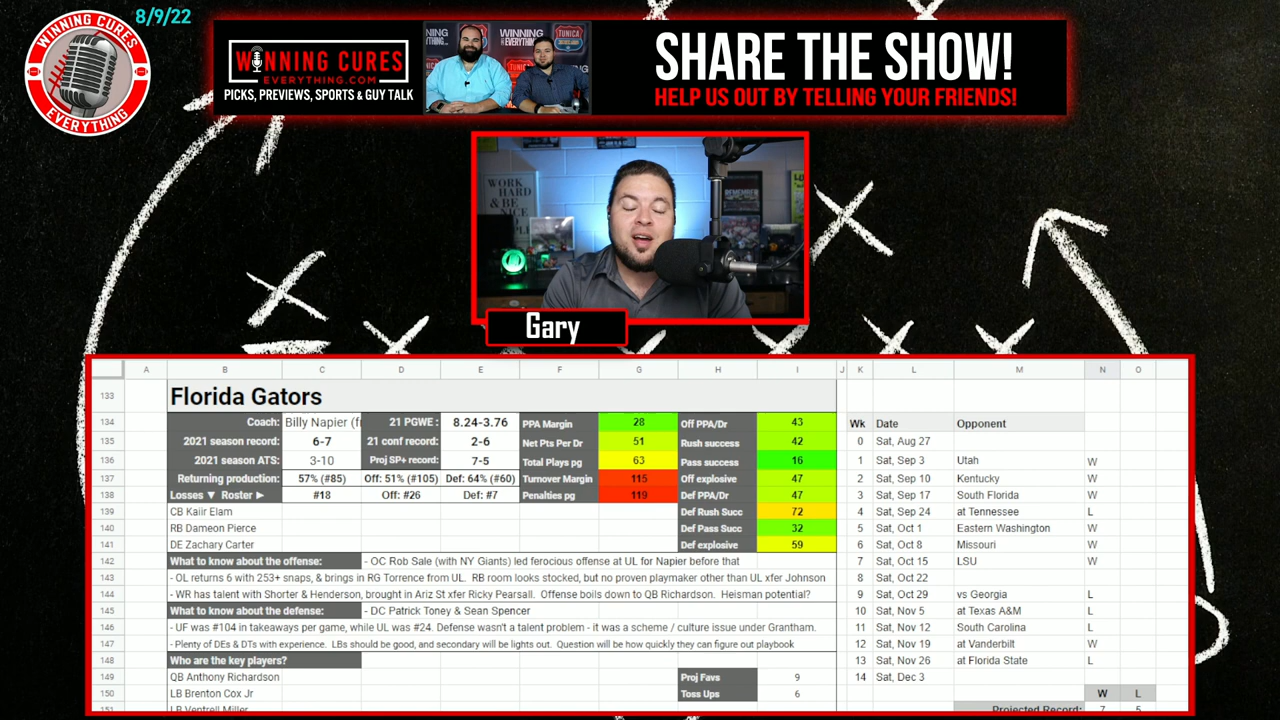 8/9/22
WINNING CURES
EVERYTHING
WINNING CURES
EVERYTHING.COM
PICKS, PREVIEWS, SPORTS & GUY TALK
SHARE THE SHOW!
HELP US OUT BY TELLING YOUR FRIENDS!
WORK
HARD
& BE
NICE
Gary
A B C D E F G H I J K L M N O
133 Florida Gators
134 Coach: Billy Napier (fi 21 PGWE : 8.24-3.76 PPA Margin 28 Off PPA/Dr 43 Wk Date Opponent
135 2021 season record: 6-7 21 conf record: 2-6 Net Pts Per Dr 51 Rush success 42 0 Sat, Aug 27
136 2021 season ATS: 3-10 Proj SP+ record: 7-5 Total Plays pg 63 Pass success 16 1 Sat, Sep 3 Utah W
137 Returning production: 57% (#85) Off: 51% (#105) Def: 64% (#60) Turnover Margin 115 Off explosive 47 2 Sat, Sep 10 Kentucky W
138 Losses ▼ Roster ► #18 Off: #26 Def: #7 Penalties pg 119 Def PPA/Dr 47 3 Sat, Sep 17 South Florida W
139 CB Kaiir Elam Def Rush Succ 72 4 Sat, Sep 24 at Tennessee L
140 RB Dameon Pierce Def Pass Succ 32 5 Sat, Oct 1 Eastern Washington W
141 DE Zachary Carter Def explosive 59 6 Sat, Oct 8 Missouri W
142 What to know about the offense: - OC Rob Sale (with NY Giants) led ferocious offense at UL for Napier before that 7 Sat, Oct 15 LSU W
143 - OL returns 6 with 253+ snaps, & brings in RG Torrence from UL. RB room looks stocked, but no proven playmaker other than UL xfer Johnson 8 Sat, Oct 22
144 - WR has talent with Shorter & Henderson, brought in Ariz St xfer Ricky Pearsall. Offense boils down to QB Richardson. Heisman potential? 9 Sat, Oct 29 vs Georgia L
145 What to know about the defense: - DC Patrick Toney & Sean Spencer 10 Sat, Nov 5 at Texas A&M L
146 - UF was #104 in takeaways per game, while UL was #24. Defense wasn't a talent problem - it was a scheme / culture issue under Grantham. 11 Sat, Nov 12 South Carolina L
147 - Plenty of DEs & DTs with experience. LBs should be good, and secondary will be lights out. Question will be how quickly they can figure out playbook 12 Sat, Nov 19 at Vanderbilt W
148 Who are the key players? 13 Sat, Nov 26 at Florida State L
149 QB Anthony Richardson Proj Favs 9 14 Sat, Dec 3
150 LB Brenton Cox Jr Toss Ups 6 W L
151 LB Ventrell Miller Projected Record: 7 5